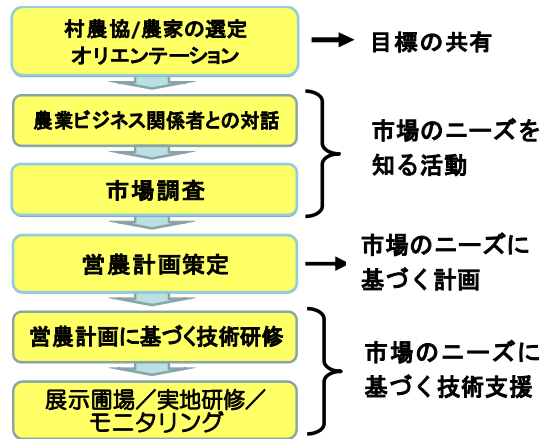 村農協/農家の選定
オリエンテーション
目標の共有
農業ビジネス関係者との対話
市場調査
市場のニーズを
知る活動
営農計画策定
市場のニーズに
基づく計画
営農計画に基づく技術研修
展示圃場／実地研修／
モニタリング
市場のニーズに
基づく技術支援